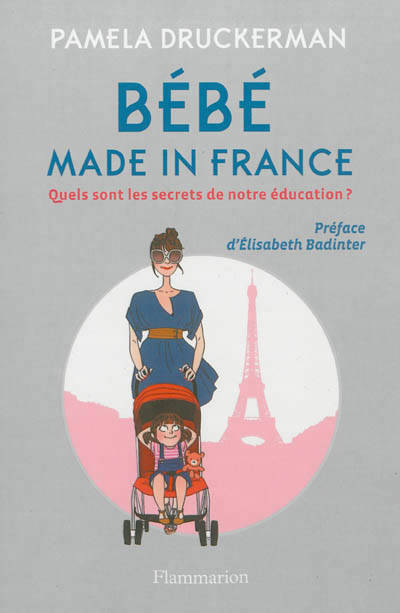 PAMELA DRUCKERMAN
BÉBÉ
MADE IN FRANCE
Quels sont les secrets de notre éducation ?
Préface
d'Élisabeth Badinter
Flammarion